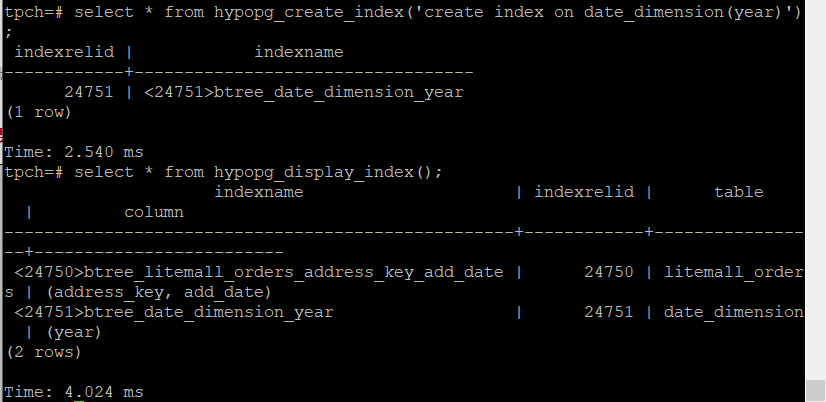 tpch=# select * from hypopg_create_index('create index on date_dimension(year)')
;
 indexrelid |            indexname
------------+----------------------------------
      24751 | <24751>btree_date_dimension_year
(1 row)
Time: 2.540 ms
tpch=# select * from hypopg_display_index();
                     indexname                     | indexrelid |      table
  |         column
---------------------------------------------------+------------+---------------
--+-------------------------
 <24750>btree_litemall_orders_address_key_add_date |      24750 | litemall_order
s | (address_key, add_date)
 <24751>btree_date_dimension_year                  |      24751 | date_dimension
  | (year)
(2 rows)
Time: 4.024 ms